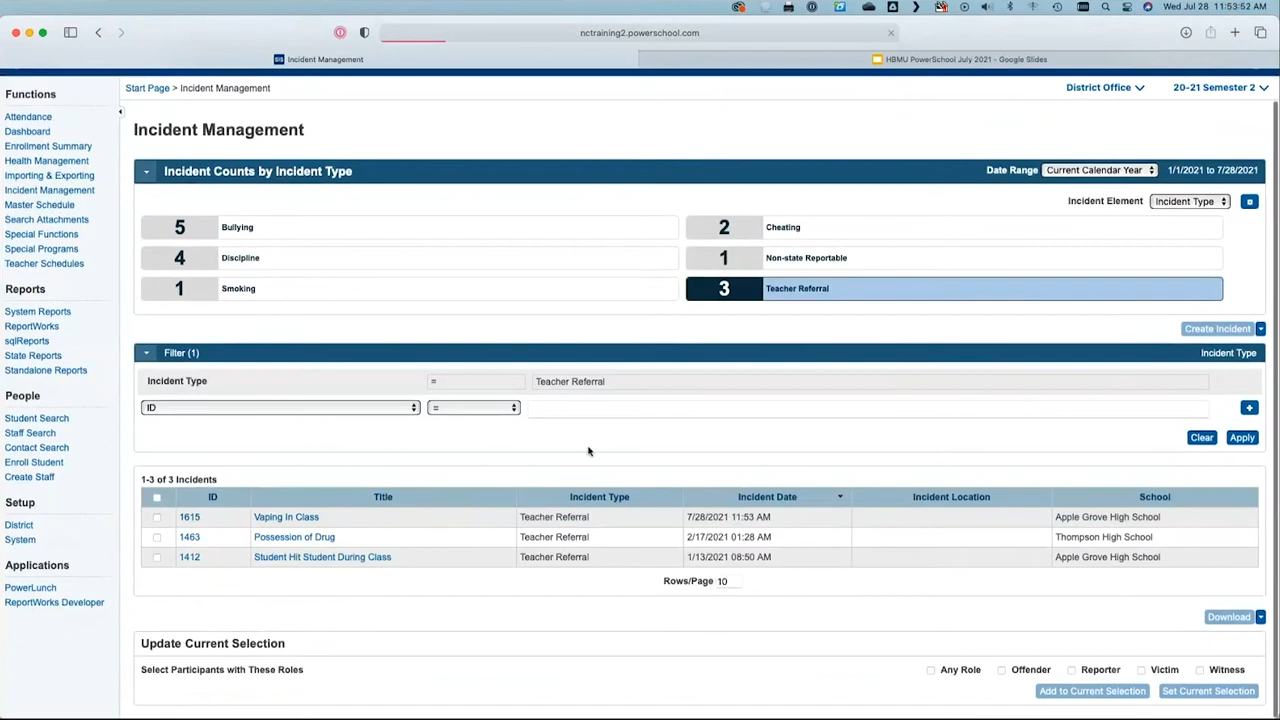 Wed Jul 28 11:53:52 AM
nctraining2.powerschool.com
Incident Management
HBMU PowerSchool July 2021 - Google Slides
Functions
Attendance
Dashboard
Enrollment Summary
Health Management
Importing & Exporting
Incident Management
Master Schedule
Search Attachments
Special Functions
Special Programs
Teacher Schedules
Reports
System Reports
ReportWorks
sqlReports
State Reports
Standalone Reports
People
Student Search
Staff Search
Contact Search
Enroll Student
Create Staff
Setup
District
System
Applications
PowerLunch
ReportWorks Developer
Start Page > Incident Management
District Office
20-21 Semester 2
Incident Management
Incident Counts by Incident Type
Date Range Current Calendar Year 1/1/2021 to 7/28/2021
Incident Element Incident Type
5 Bullying
2 Cheating
4 Discipline
1 Non-state Reportable
1 Smoking
3 Teacher Referral
Create Incident
Filter (1)
Incident Type
Incident Type = Teacher Referral
ID =
Clear Apply
1-3 of 3 Incidents
ID Title Incident Type Incident Date Incident Location School
1615 Vaping In Class Teacher Referral 7/28/2021 11:53 AM Apple Grove High School
1463 Possession of Drug Teacher Referral 2/17/2021 01:28 AM Thompson High School
1412 Student Hit Student During Class Teacher Referral 1/13/2021 08:50 AM Apple Grove High School
Rows/Page 10
Download
Update Current Selection
Select Participants with These Roles
Any Role Offender Reporter Victim Witness
Add to Current Selection Set Current Selection